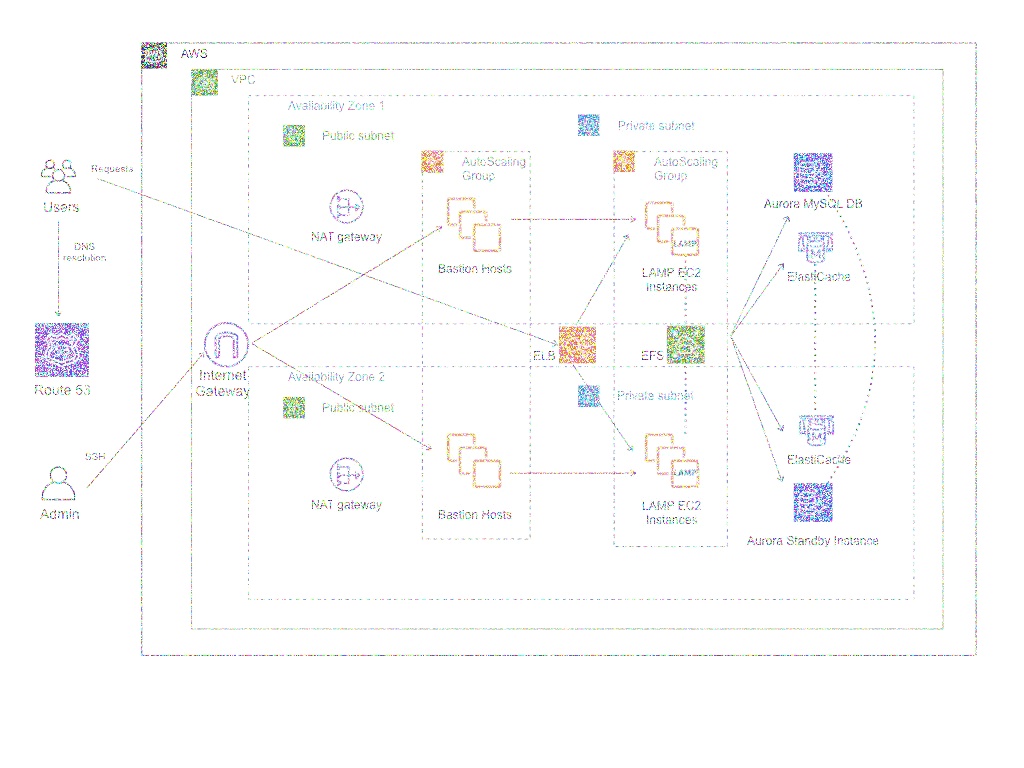 AWS
VPC
Availability Zone 1
Public subnet
Private subnet
AutoScaling
Group
AutoScaling
Group
Requests
Users
NAT gateway
Aurora MySQL DB
DNS
resolution
Bastion Hosts
LAMP
LAMP EC2
Instances
ElastiCache
ELB
EFS
Route 53
Internet
Gateway
Availability Zone 2
Public subnet
Private subnet
SSH
Admin
NAT gateway
Bastion Hosts
LAMP
LAMP EC2
Instances
ElastiCache
Aurora Standby Instance